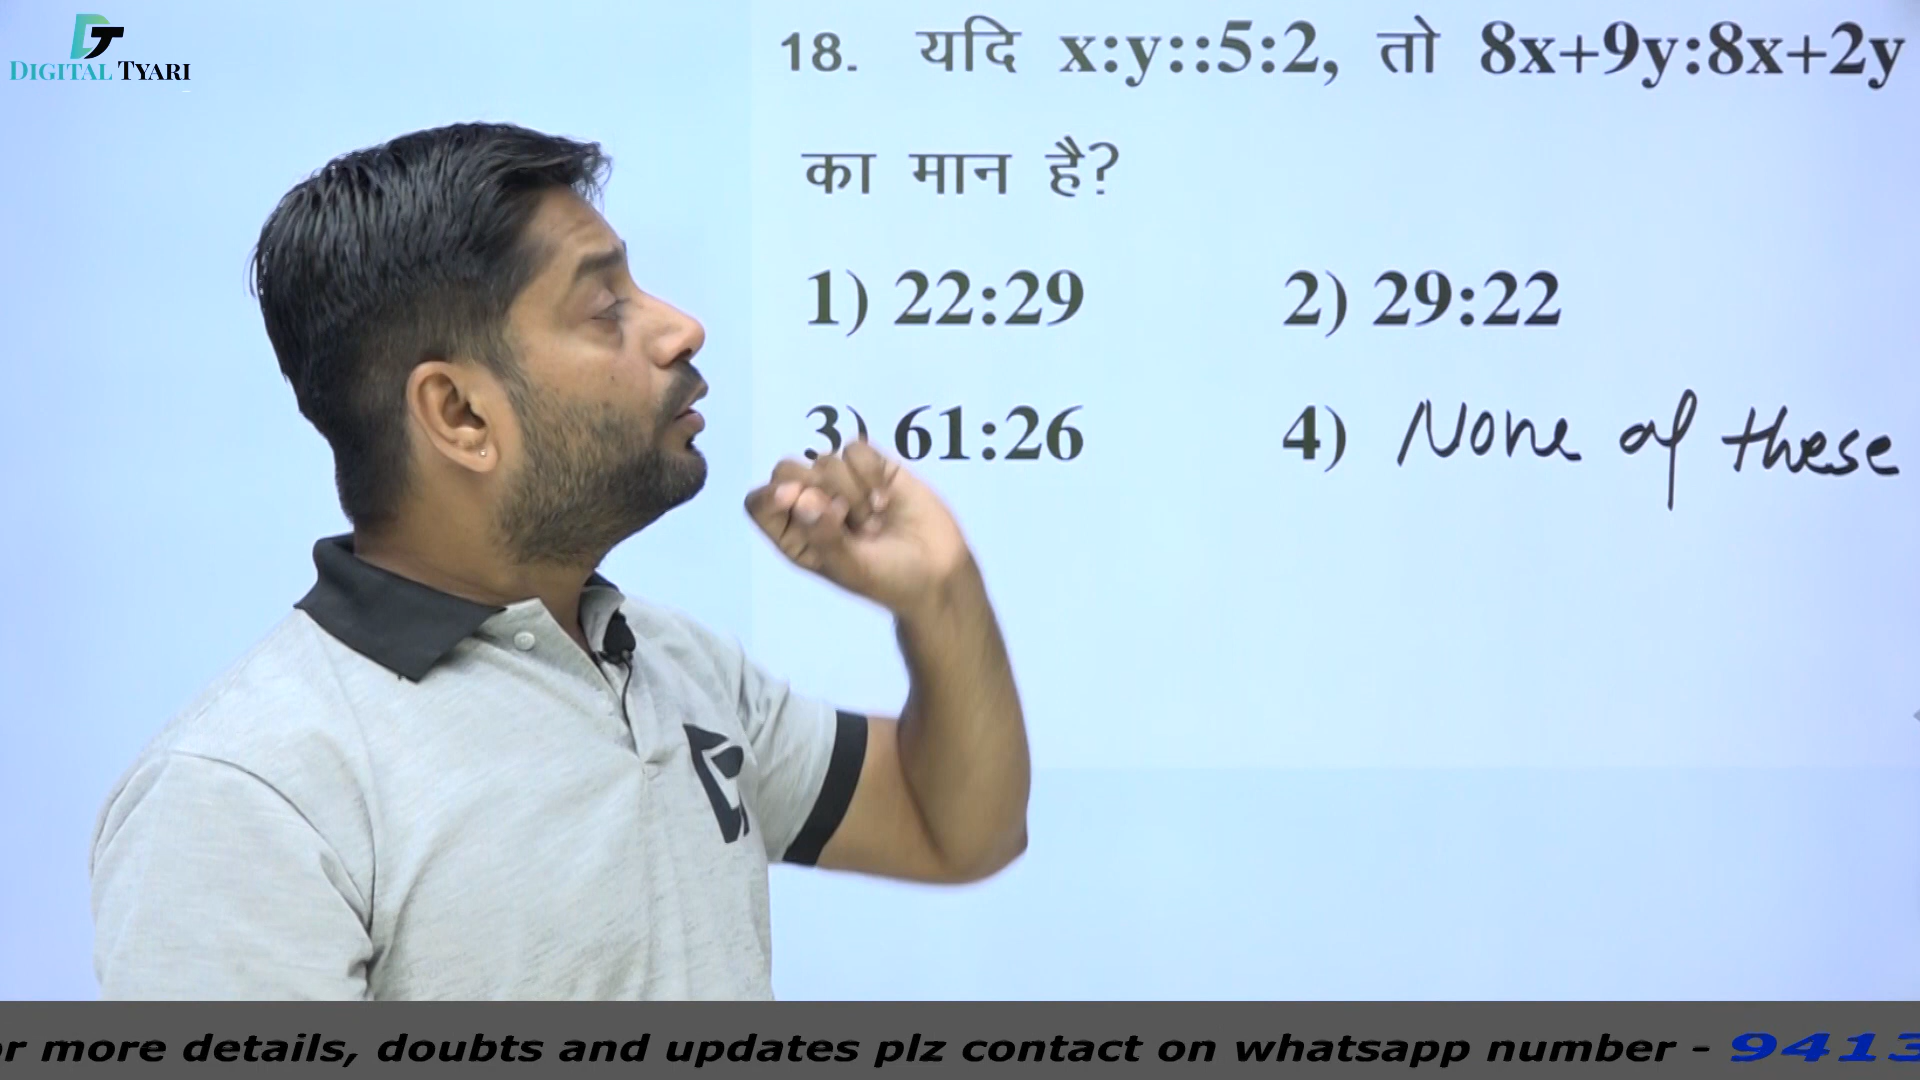 DIGITAL TYARI
18. यदि x:y::5:2, तो 8x+9y:8x+2y
का मान है?
1) 22:29 2) 29:22
3) 61:26 4) None of these
or more details, doubts and updates plz contact on whatsapp number - 9413